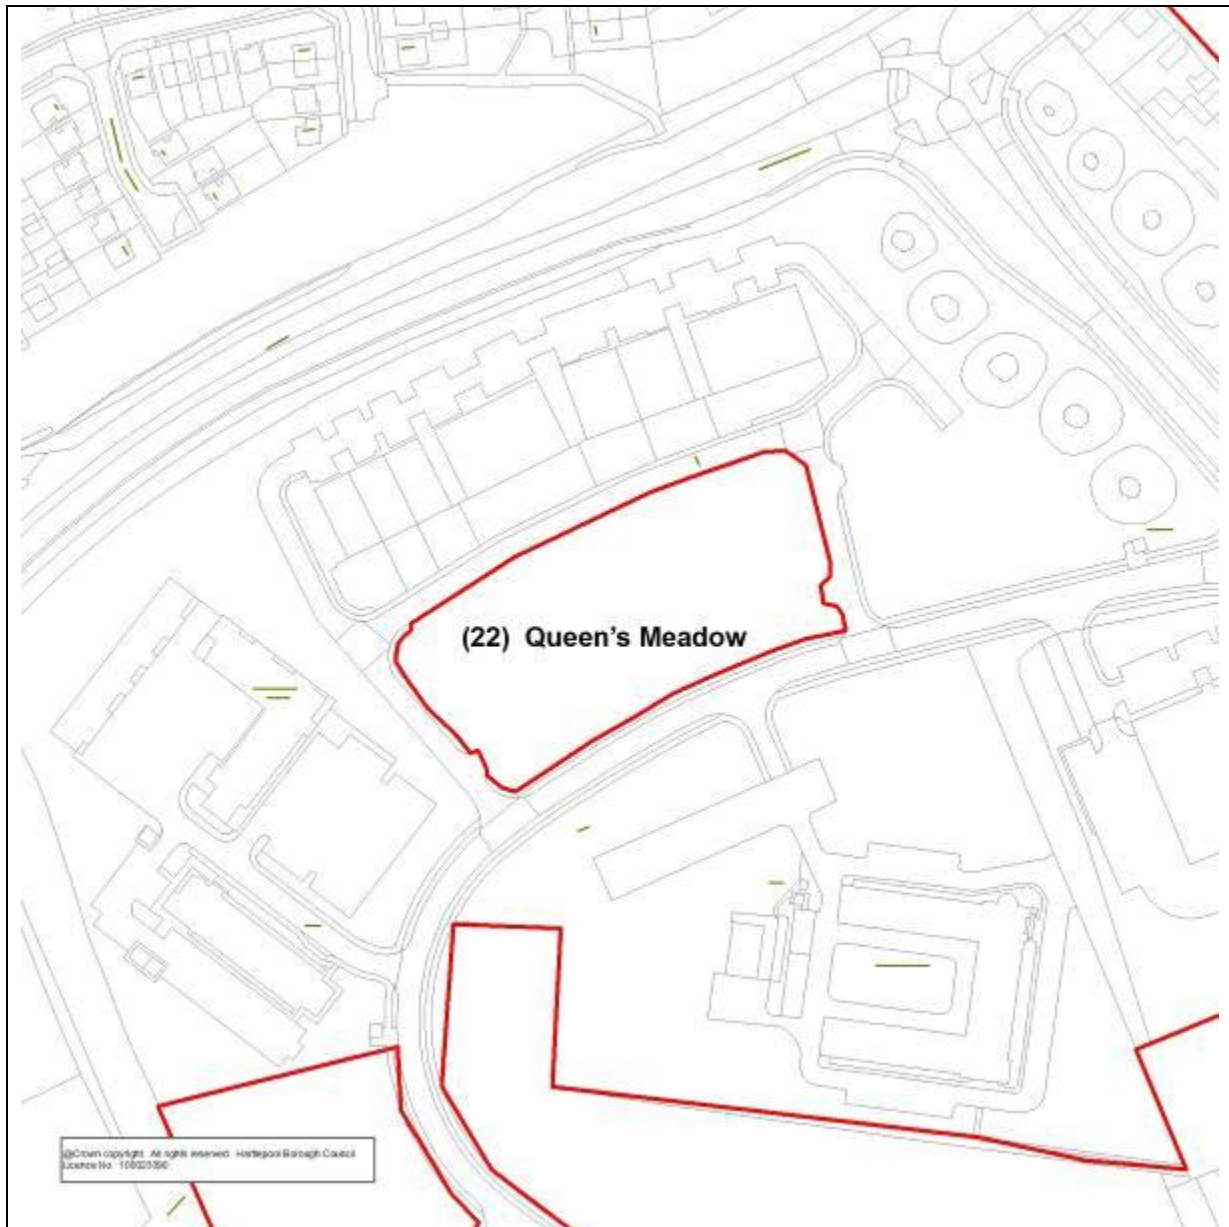 (22) Queen's Meadow
@Crown copyright. All rights reserved. Hartlepool Borough Council
Licence No. 100023390